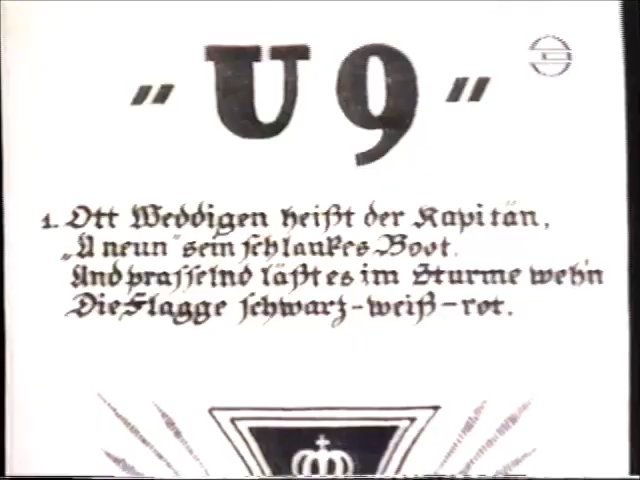 „U9"
1. Ott Weddigen heißt der Kapitän,
„U neun" sein schlankes Boot.
Und prasselnd läßt es im Sturme weh'n
Die Flagge schwarz-weiß-rot.